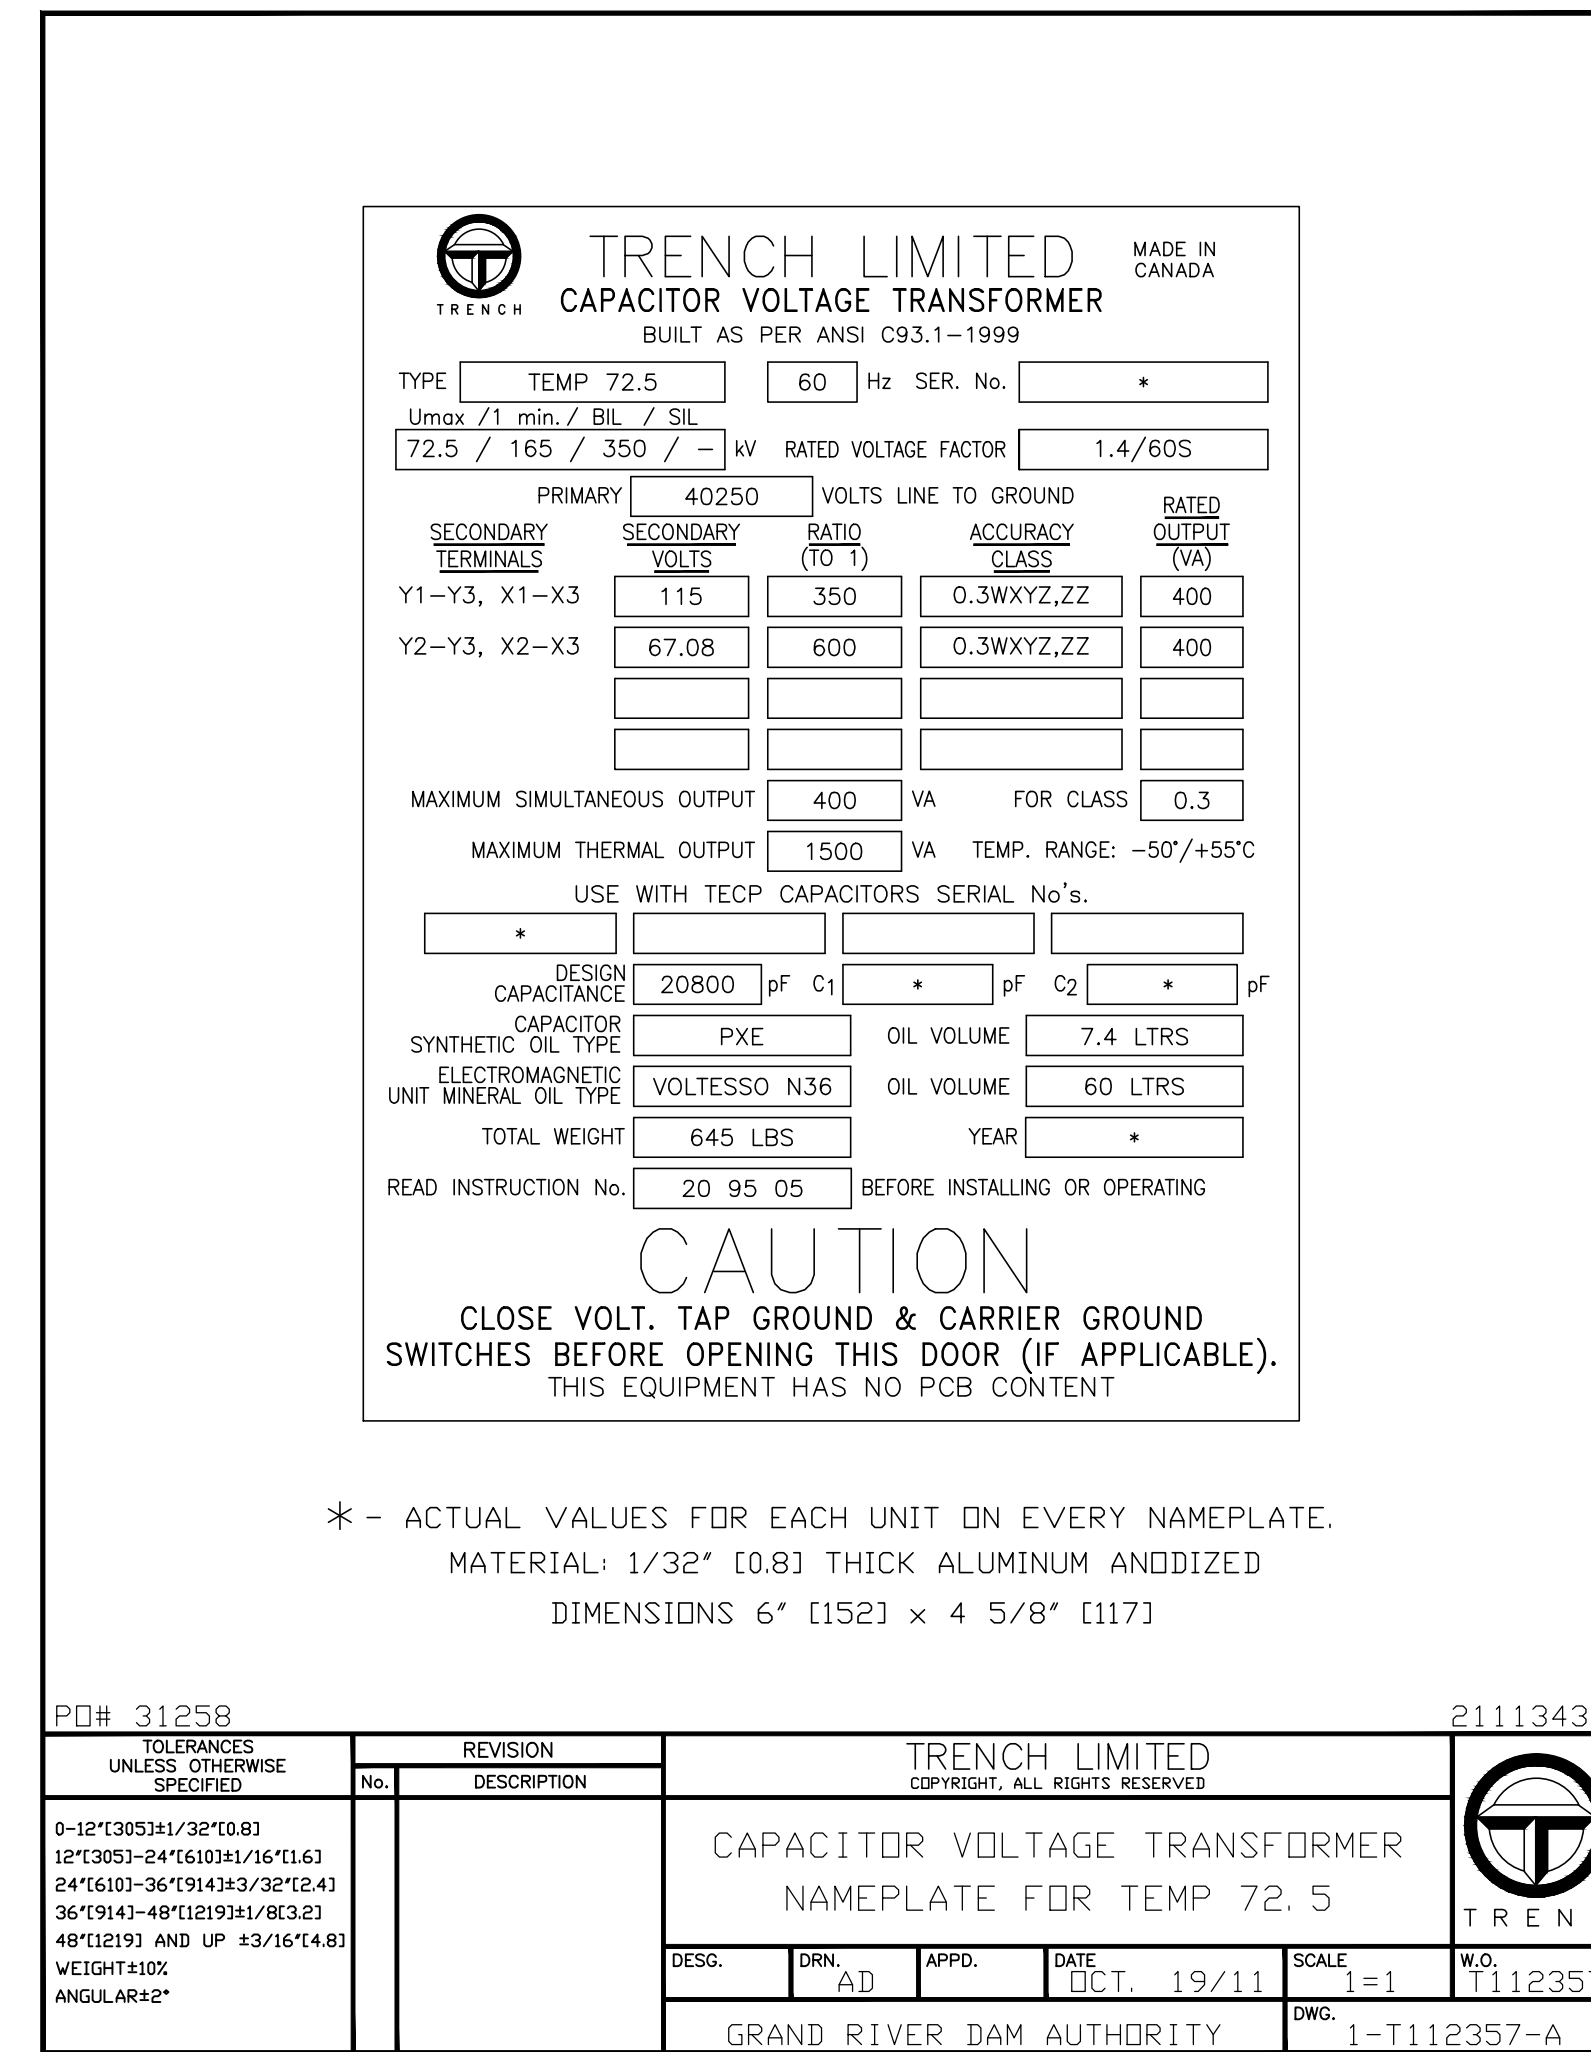 TRENCH LIMITED
MADE IN
CANADA
TRENCH
CAPACITOR VOLTAGE TRANSFORMER
BUILT AS PER ANSI C93.1-1999
TYPE TEMP 72.5 60 Hz SER. No. *
Umax /1 min. / BIL / SIL
72.5 / 165 / 350 / - kV RATED VOLTAGE FACTOR 1.4/60S
PRIMARY 40250 VOLTS LINE TO GROUND
SECONDARY TERMINALS SECONDARY VOLTS RATIO (TO 1) ACCURACY CLASS RATED OUTPUT (VA)
Y1-Y3, X1-X3 115 350 0.3WXYZ,ZZ 400
Y2-Y3, X2-X3 67.08 600 0.3WXYZ,ZZ 400
MAXIMUM SIMULTANEOUS OUTPUT 400 VA FOR CLASS 0.3
MAXIMUM THERMAL OUTPUT 1500 VA TEMP. RANGE: -50°/+55°C
USE WITH TECP CAPACITORS SERIAL No's.
*
DESIGN CAPACITANCE 20800 pF C1 * pF C2 * pF
CAPACITOR SYNTHETIC OIL TYPE PXE OIL VOLUME 7.4 LTRS
ELECTROMAGNETIC UNIT MINERAL OIL TYPE VOLTESSO N36 OIL VOLUME 60 LTRS
TOTAL WEIGHT 645 LBS YEAR *
READ INSTRUCTION No. 20 95 05 BEFORE INSTALLING OR OPERATING
CAUTION
CLOSE VOLT. TAP GROUND & CARRIER GROUND
SWITCHES BEFORE OPENING THIS DOOR (IF APPLICABLE).
THIS EQUIPMENT HAS NO PCB CONTENT
* - ACTUAL VALUES FOR EACH UNIT ON EVERY NAMEPLATE.
MATERIAL: 1/32" [0.8] THICK ALUMINUM ANODIZED
DIMENSIONS 6" [152] x 4 5/8" [117]
PO# 31258
2111343
TOLERANCES
UNLESS OTHERWISE
SPECIFIED
0-12"[305]±1/32"[0.8]
12"[305]-24"[610]±1/16"[1.6]
24"[610]-36"[914]±3/32"[2.4]
36"[914]-48"[1219]±1/8[3.2]
48"[1219] AND UP ±3/16"[4.8]
WEIGHT±10%
ANGULAR±2°
REVISION
No. DESCRIPTION
TRENCH LIMITED
COPYRIGHT, ALL RIGHTS RESERVED
CAPACITOR VOLTAGE TRANSFORMER
NAMEPLATE FOR TEMP 72.5
TREN
DESG. DRN. AD APPD. DATE OCT. 19/11 SCALE 1=1 W.O. T112357
GRAND RIVER DAM AUTHORITY DWG. 1-T112357-A